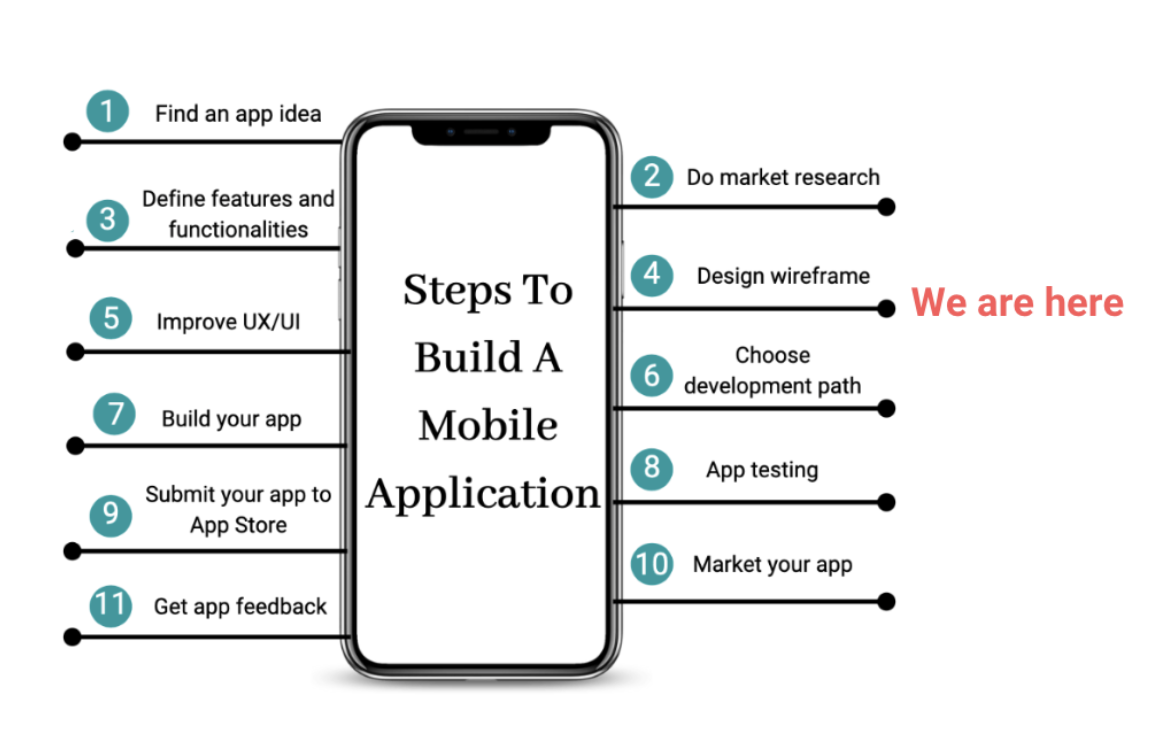 1 Find an app idea
2 Do market research
3 Define features and
functionalities
4 Design wireframe
We are here
5 Improve UX/UI
6 Choose
development path
7 Build your app
8 App testing
9 Submit your app to
App Store
10 Market your app
11 Get app feedback
Steps To
Build A
Mobile
Application